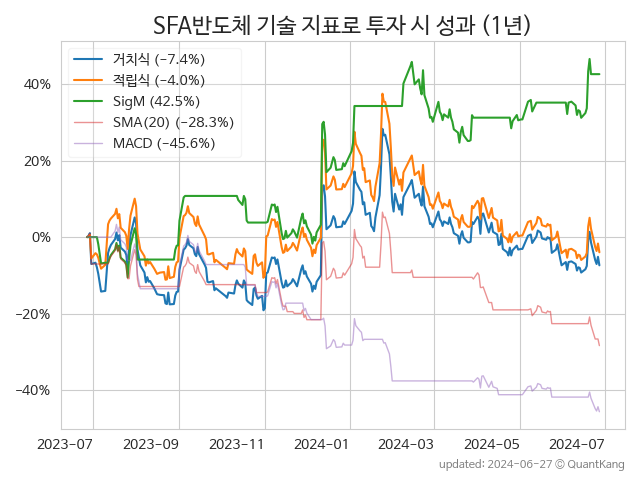 SFA반도체 기술 지표로 투자 시 성과 (1년)
거치식 (−7.4%)
적립식 (−4.0%)
SigM (42.5%)
SMA(20) (−28.3%)
MACD (−45.6%)
40%
20%
0%
−20%
−40%
2023-07 2023-09 2023-11 2024-01 2024-03 2024-05 2024-07
updated: 2024-06-27 ⓒ QuantKang